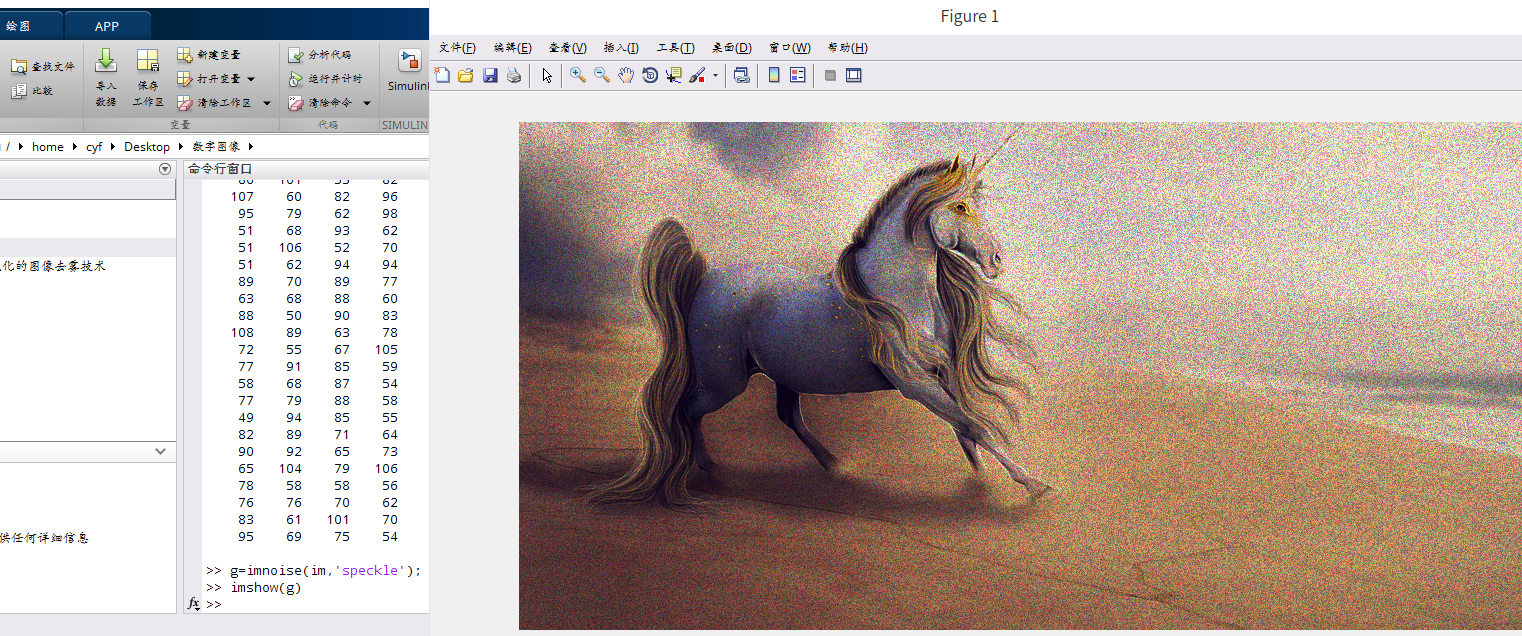 绘图 APP
查找文件
比较
导入
数据
保存
工作区
新建变量
打开变量
清除工作区
变量
分析代码
运行并计时
清除命令
代码
Simulink
SIMULIN
/ home cyf Desktop 数字图像
化的图像去雾技术
供任何详细信息
命令行窗口
80 101 53 82
107 60 82 96
95 79 62 98
51 68 93 62
51 106 52 70
51 62 94 94
89 70 89 77
63 68 88 60
88 50 90 83
108 89 63 78
72 55 67 105
77 91 85 59
58 68 87 54
77 79 88 58
49 94 85 55
82 89 71 64
90 92 65 73
65 104 79 106
78 58 58 56
76 76 70 62
83 61 101 70
95 69 75 54
>> g=imnoise(im,'speckle');
>> imshow(g)
fx >>
Figure 1
文件(F) 编辑(E) 查看(V) 插入(I) 工具(T) 桌面(D) 窗口(W) 帮助(H)